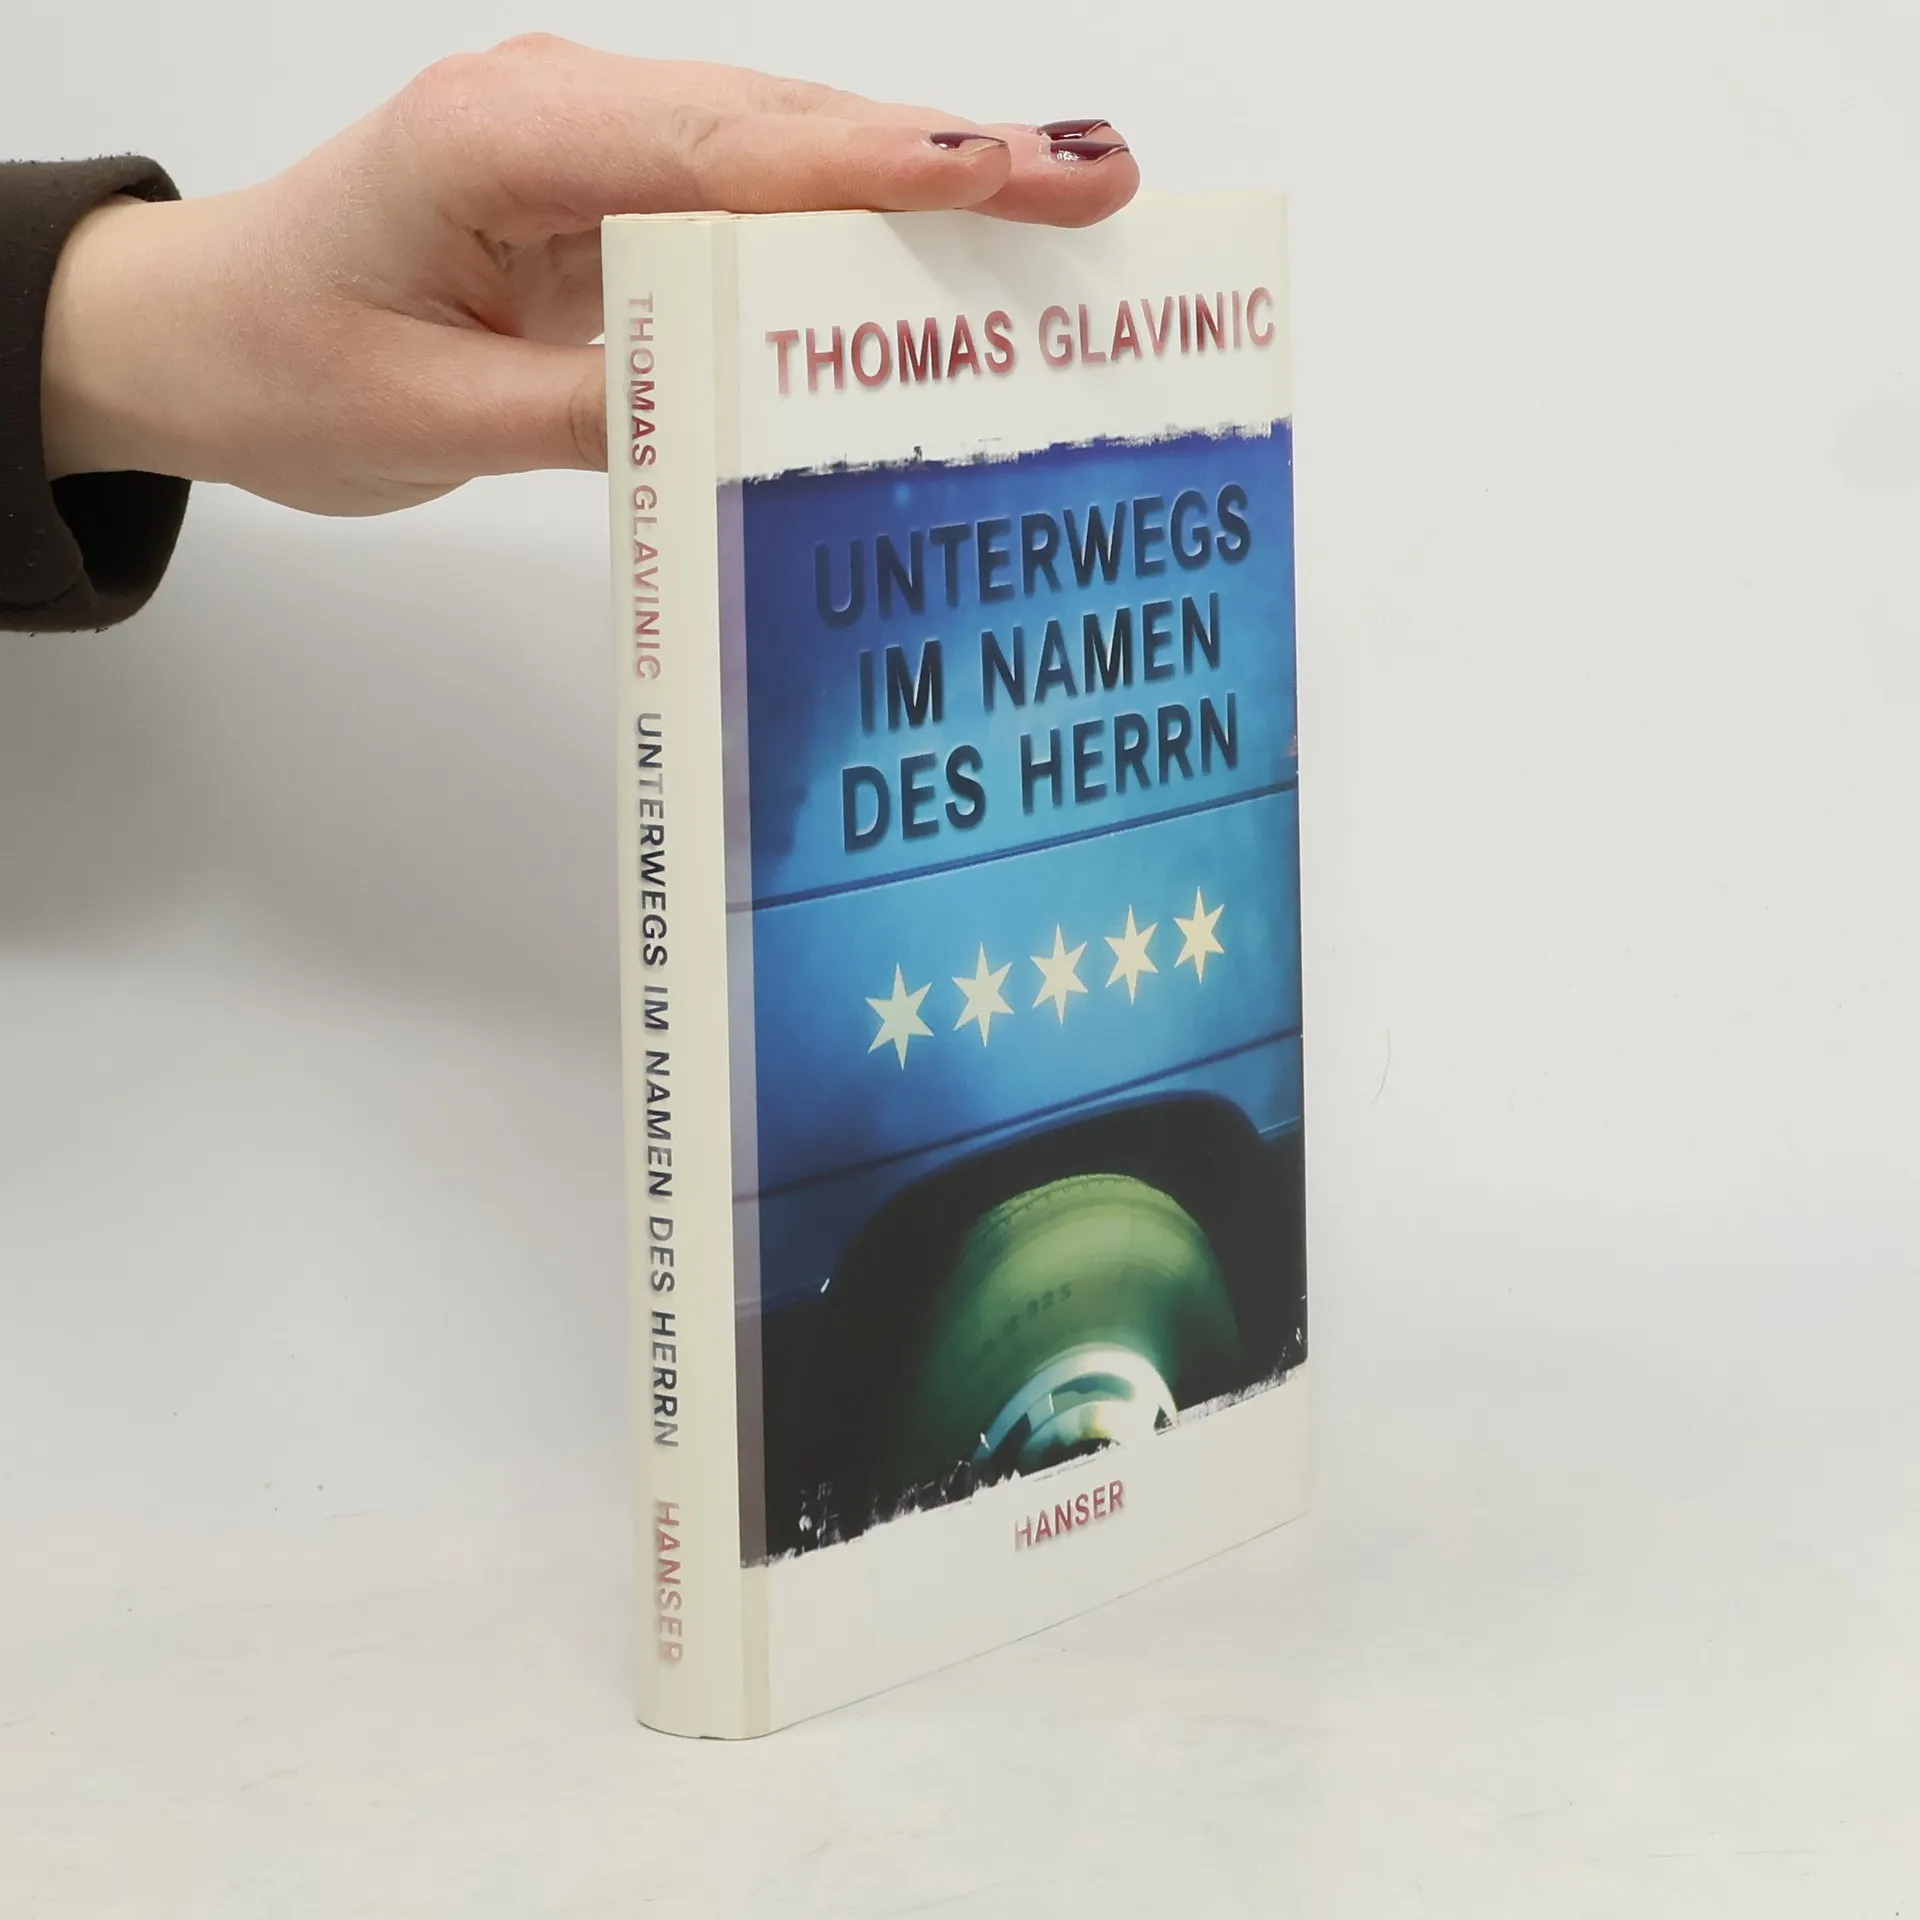 THOMAS GLAVINIC UNTERWEGS IM NAMEN DES HERRN HANSER
THOMAS GLAVINIC
UNTERWEGS
IM NAMEN
DES HERRN
HANSER